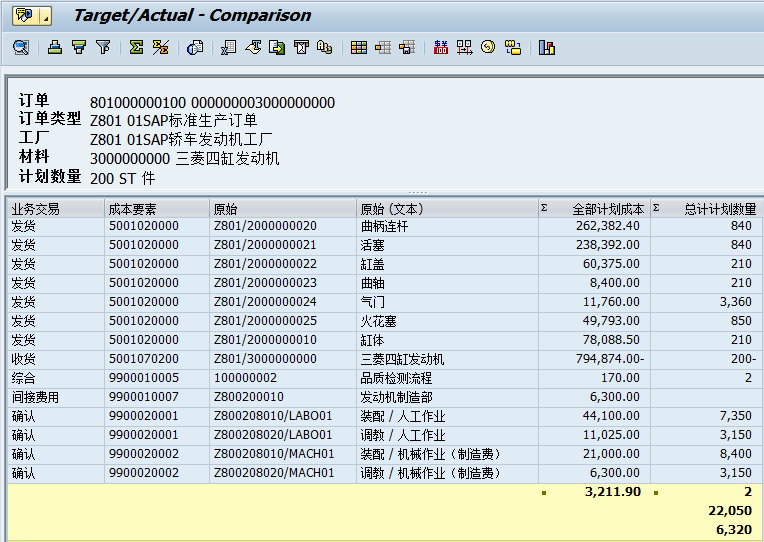 Target/Actual - Comparison
订单 801000000100 000000003000000000
订单类型 Z801 01SAP标准生产订单
工厂 Z801 01SAP轿车发动机工厂
材料 3000000000 三菱四缸发动机
计划数量 200 ST 件
业务交易 成本要素 原始 原始（文本） Σ 全部计划成本 Σ 总计计划数量
发货 5001020000 Z801/2000000020 曲柄连杆 262,382.40 840
发货 5001020000 Z801/2000000021 活塞 238,392.00 840
发货 5001020000 Z801/2000000022 缸盖 60,375.00 210
发货 5001020000 Z801/2000000023 曲轴 8,400.00 210
发货 5001020000 Z801/2000000024 气门 11,760.00 3,360
发货 5001020000 Z801/2000000025 火花塞 49,793.00 850
发货 5001020000 Z801/2000000010 缸体 78,088.50 210
收货 5001070200 Z801/3000000000 三菱四缸发动机 794,874.00- 200-
综合 9900010005 100000002 品质检测流程 170.00 2
间接费用 9900010007 Z800200010 发动机制造部 6,300.00
确认 9900020001 Z800208010/LABO01 装配 / 人工作业 44,100.00 7,350
确认 9900020001 Z800208020/LABO01 调教 / 人工作业 11,025.00 3,150
确认 9900020002 Z800208010/MACH01 装配 / 机械作业（制造费） 21,000.00 8,400
确认 9900020002 Z800208020/MACH01 调教 / 机械作业（制造费） 6,300.00 3,150
3,211.90 2
22,050
6,320